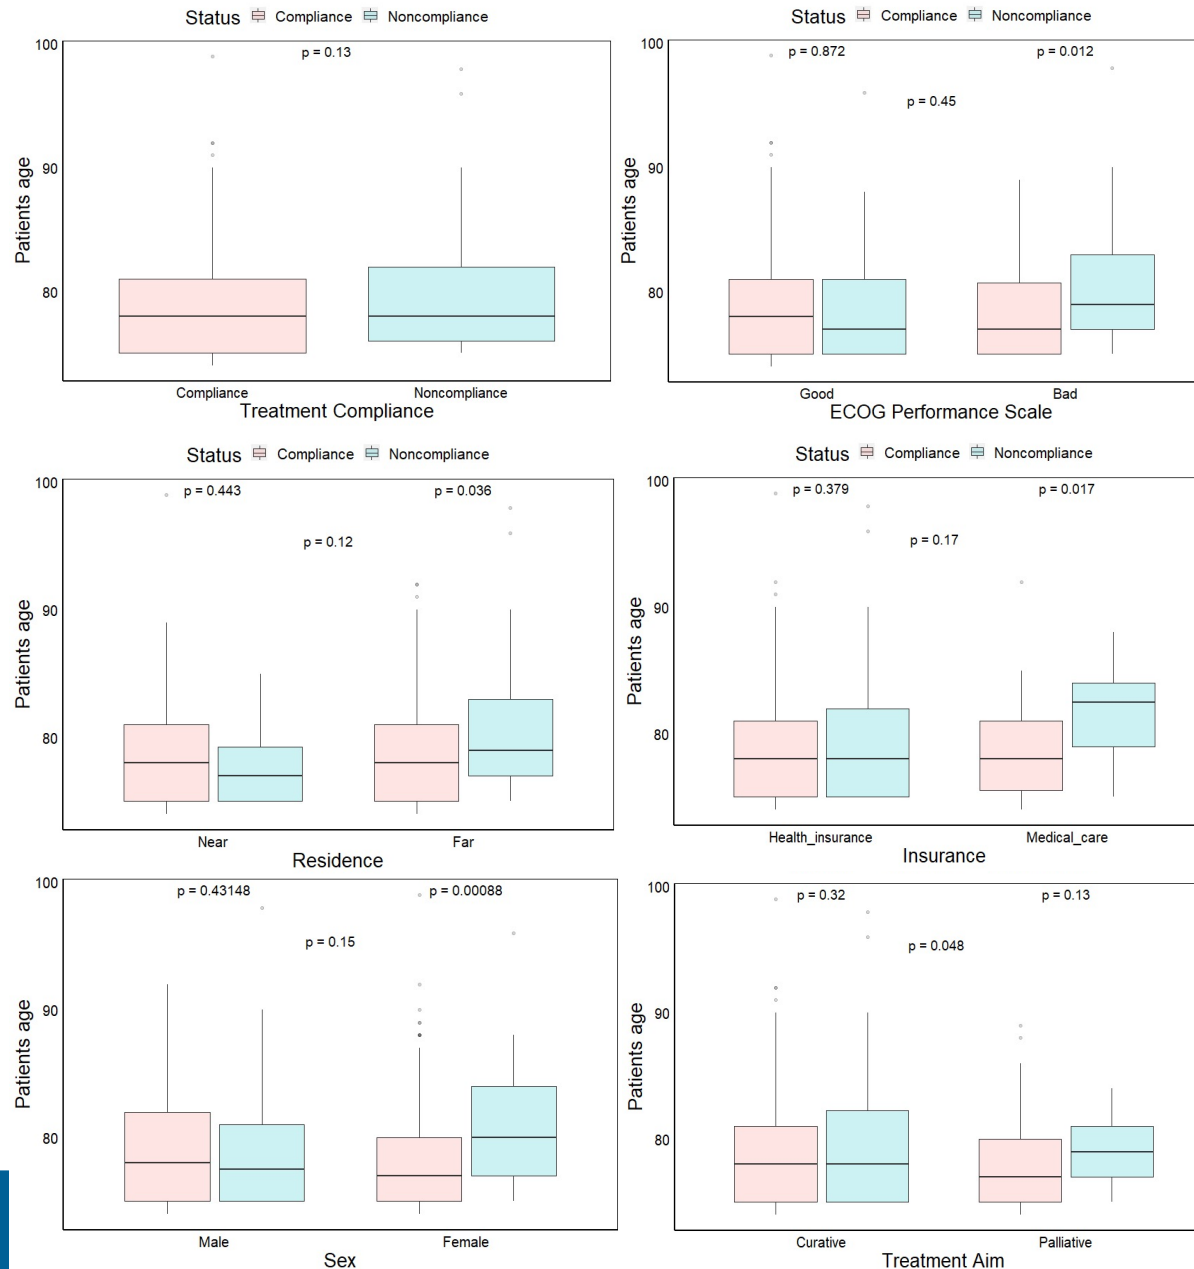 Status Compliance Noncompliance
p = 0.13
100
90
80
Patients age
Compliance Noncompliance
Treatment Compliance
Status Compliance Noncompliance
p = 0.872 p = 0.012
p = 0.45
100
90
80
Patients age
Good Bad
ECOG Performance Scale
Status Compliance Noncompliance
p = 0.443 p = 0.036
p = 0.12
100
90
80
Patients age
Near Far
Residence
Status Compliance Noncompliance
p = 0.379 p = 0.017
p = 0.17
100
90
80
Patients age
Health_insurance Medical_care
Insurance
p = 0.43148 p = 0.00088
p = 0.15
100
90
80
Patients age
Male Female
Sex
p = 0.32 p = 0.13
p = 0.048
100
90
80
Patients age
Curative Palliative
Treatment Aim